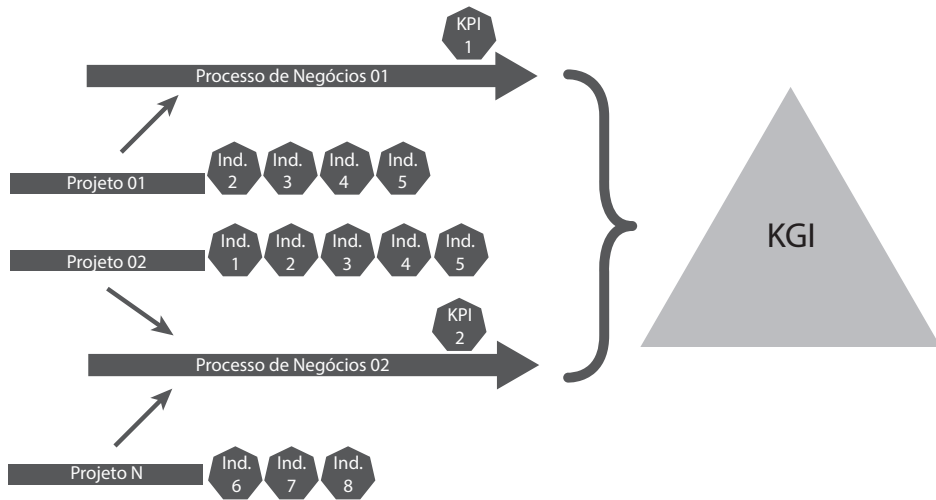 KPI
1
Processo de Negócios 01
Projeto 01
Ind.
2
Ind.
3
Ind.
4
Ind.
5
Projeto 02
Ind.
1
Ind.
2
Ind.
3
Ind.
4
Ind.
5
KPI
2
Processo de Negócios 02
Projeto N
Ind.
6
Ind.
7
Ind.
8
KGI